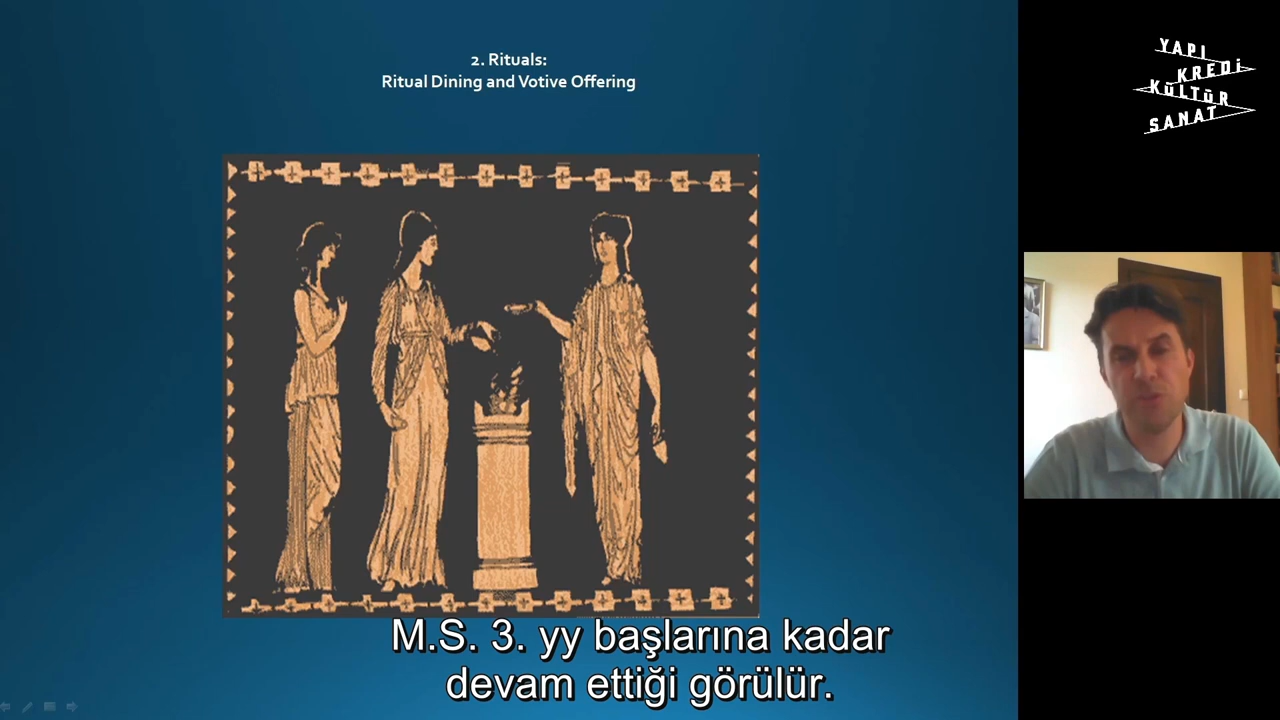 2. Rituals:
Ritual Dining and Votive Offering
YAPI
KREDİ
KÜLTÜR
SANAT
M.S. 3. yy başlarına kadar
devam ettiği görülür.